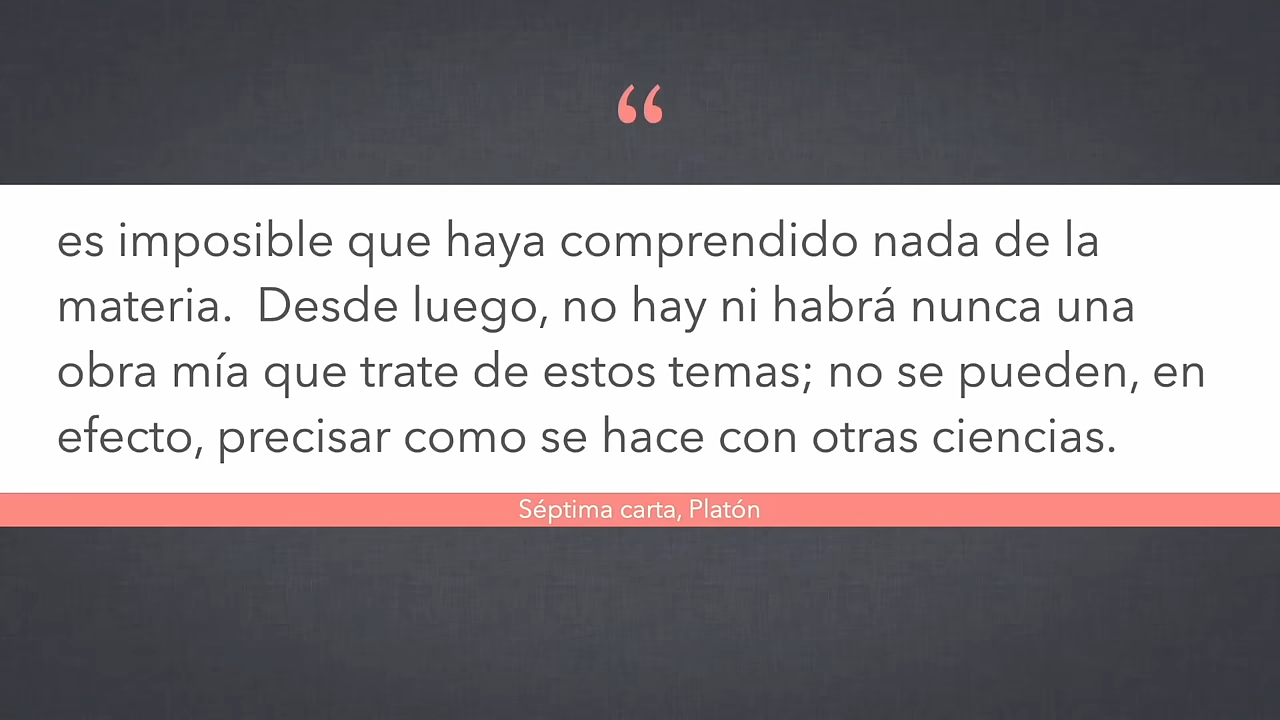 “
es imposible que haya comprendido nada de la
materia.  Desde luego, no hay ni habrá nunca una
obra mía que trate de estos temas; no se pueden, en
efecto, precisar como se hace con otras ciencias.
Séptima carta, Platón